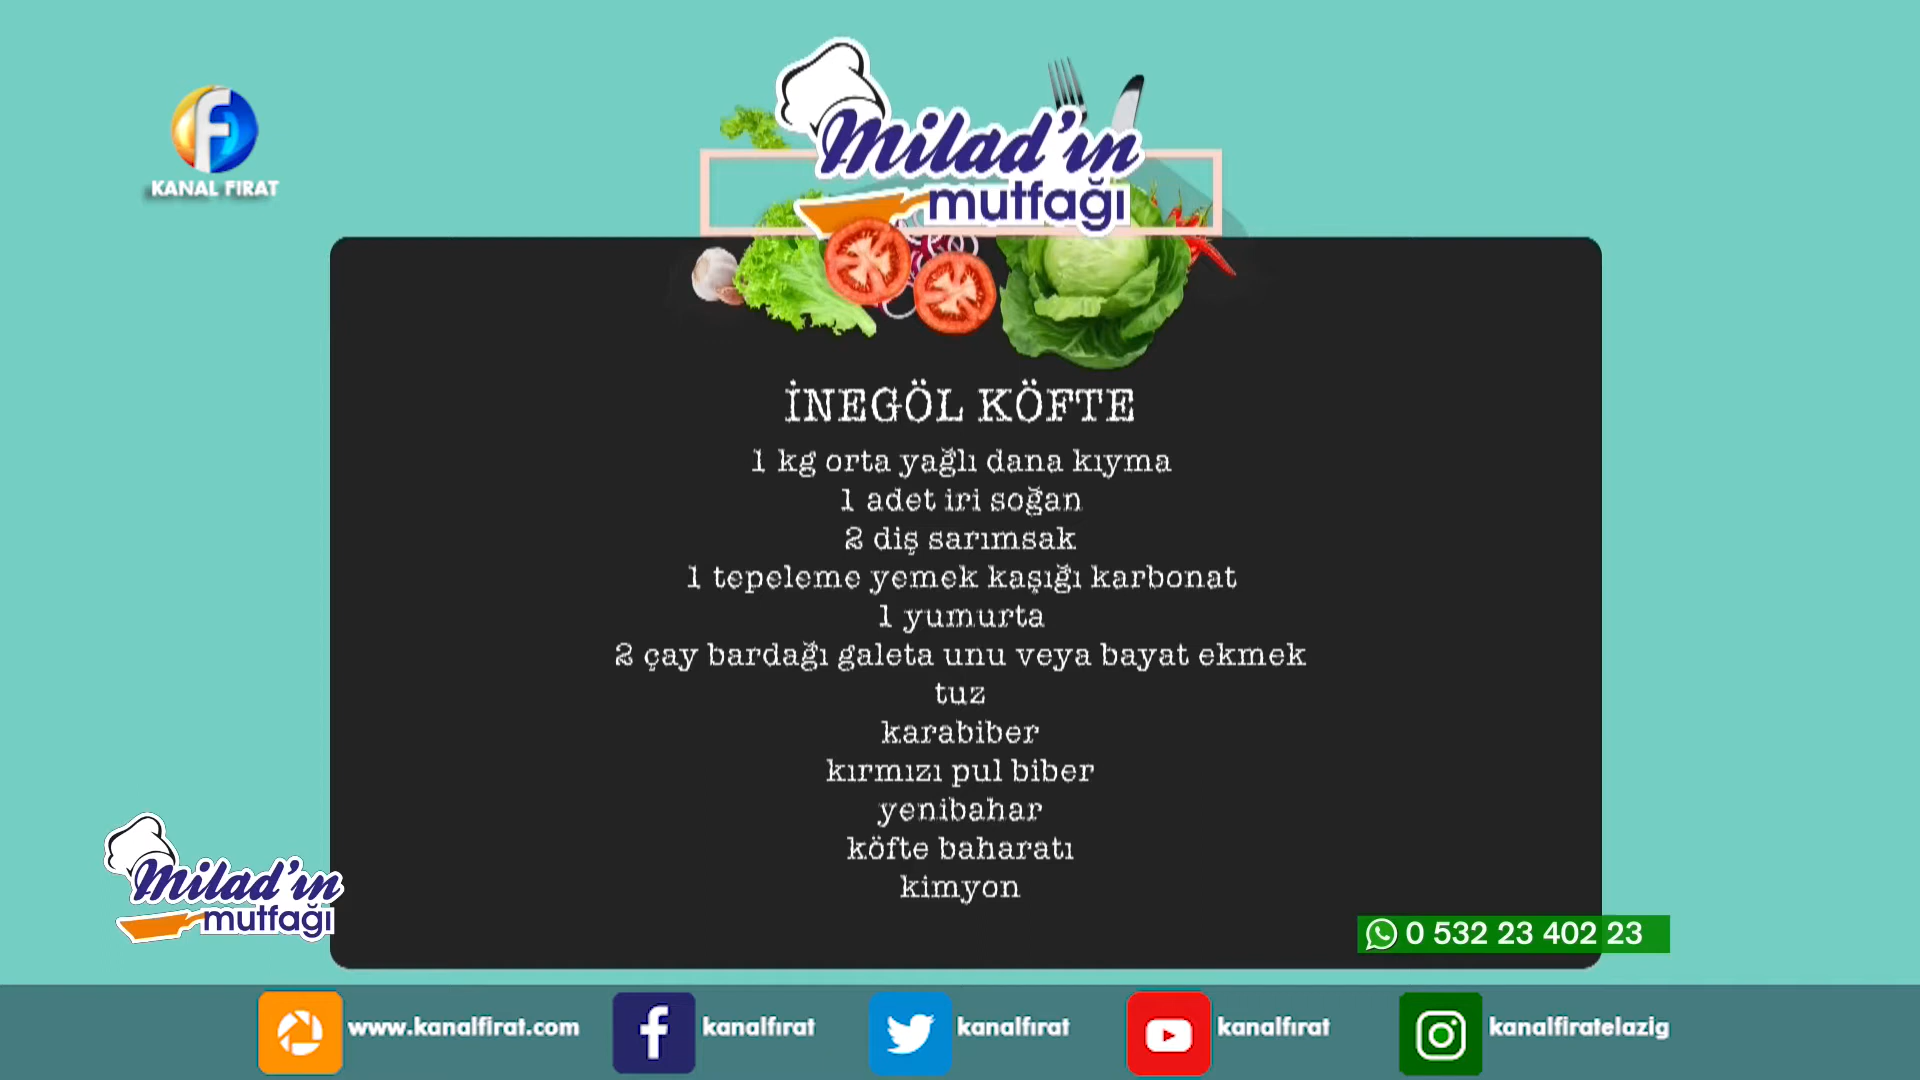 KANAL FIRAT
Milad'ın
mutfağı
İNEGÖL KÖFTE
1 kg orta yağlı dana kıyma
1 adet iri soğan
2 diş sarımsak
1 tepeleme yemek kaşığı karbonat
1 yumurta
2 çay bardağı galeta unu veya bayat ekmek
tuz
karabiber
kırmızı pul biber
yenibahar
köfte baharatı
kimyon
Milad'ın
mutfağı
0 532 23 402 23
www.kanalfirat.com
kanalfırat
kanalfırat
kanalfırat
kanalfiratelazig